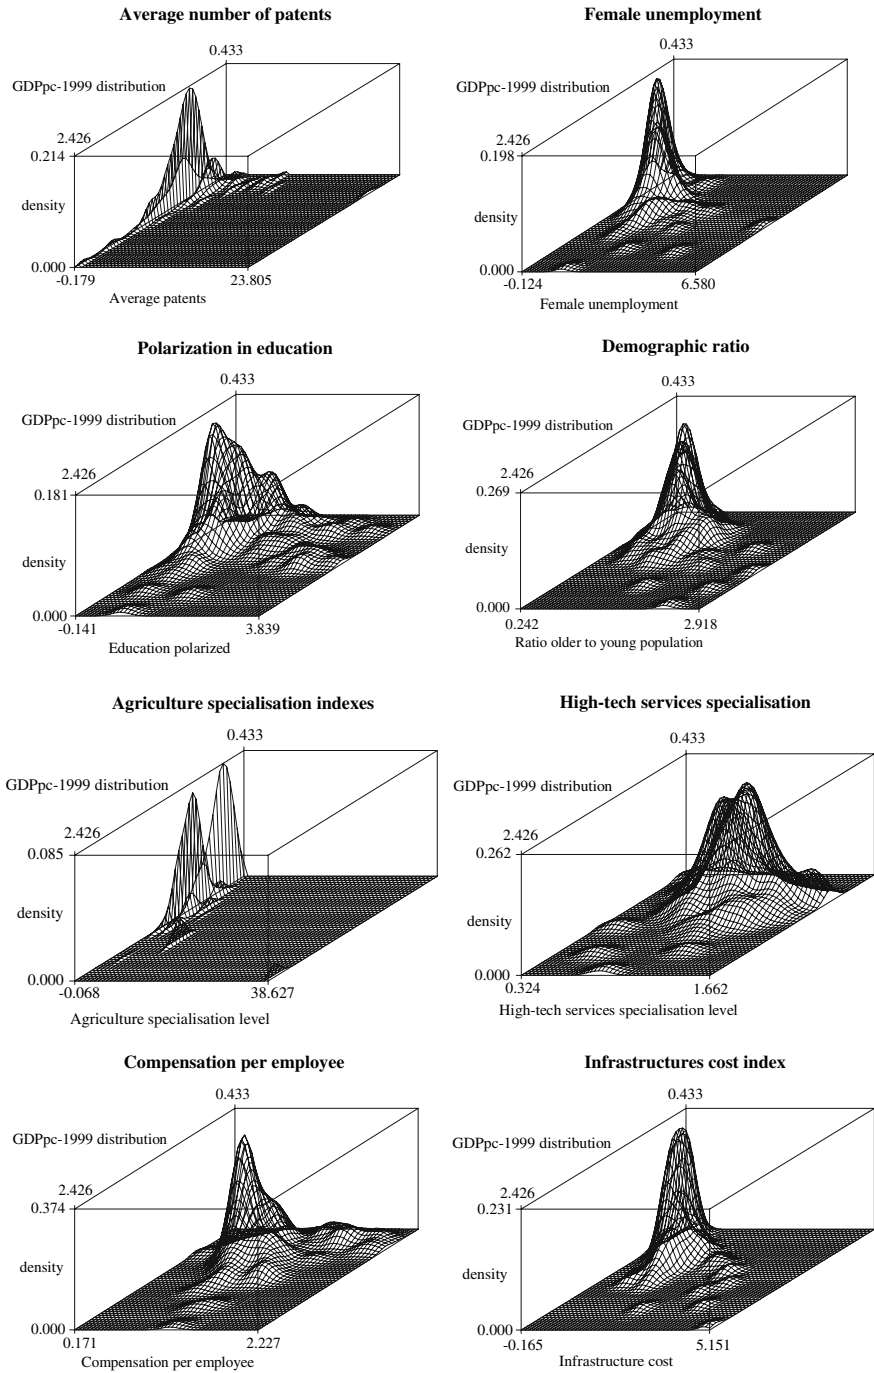 Average number of patents
0.433
GDPpc-1999 distribution
2.426
0.214
density
0.000
-0.179
23.805
Average patents
Female unemployment
0.433
GDPpc-1999 distribution
2.426
0.198
density
0.000
-0.124
6.580
Female unemployment
Polarization in education
0.433
GDPpc-1999 distribution
2.426
0.181
density
0.000
-0.141
3.839
Education polarized
Demographic ratio
0.433
GDPpc-1999 distribution
2.426
0.269
density
0.000
0.242
2.918
Ratio older to young population
Agriculture specialisation indexes
0.433
GDPpc-1999 distribution
2.426
0.085
density
0.000
-0.068
38.627
Agriculture specialisation level
High-tech services specialisation
0.433
GDPpc-1999 distribution
2.426
0.262
density
0.000
0.324
1.662
High-tech services specialisation level
Compensation per employee
0.433
GDPpc-1999 distribution
2.426
0.374
density
0.000
0.171
2.227
Compensation per employee
Infrastructures cost index
0.433
GDPpc-1999 distribution
2.426
0.231
density
0.000
-0.165
5.151
Infrastructure cost